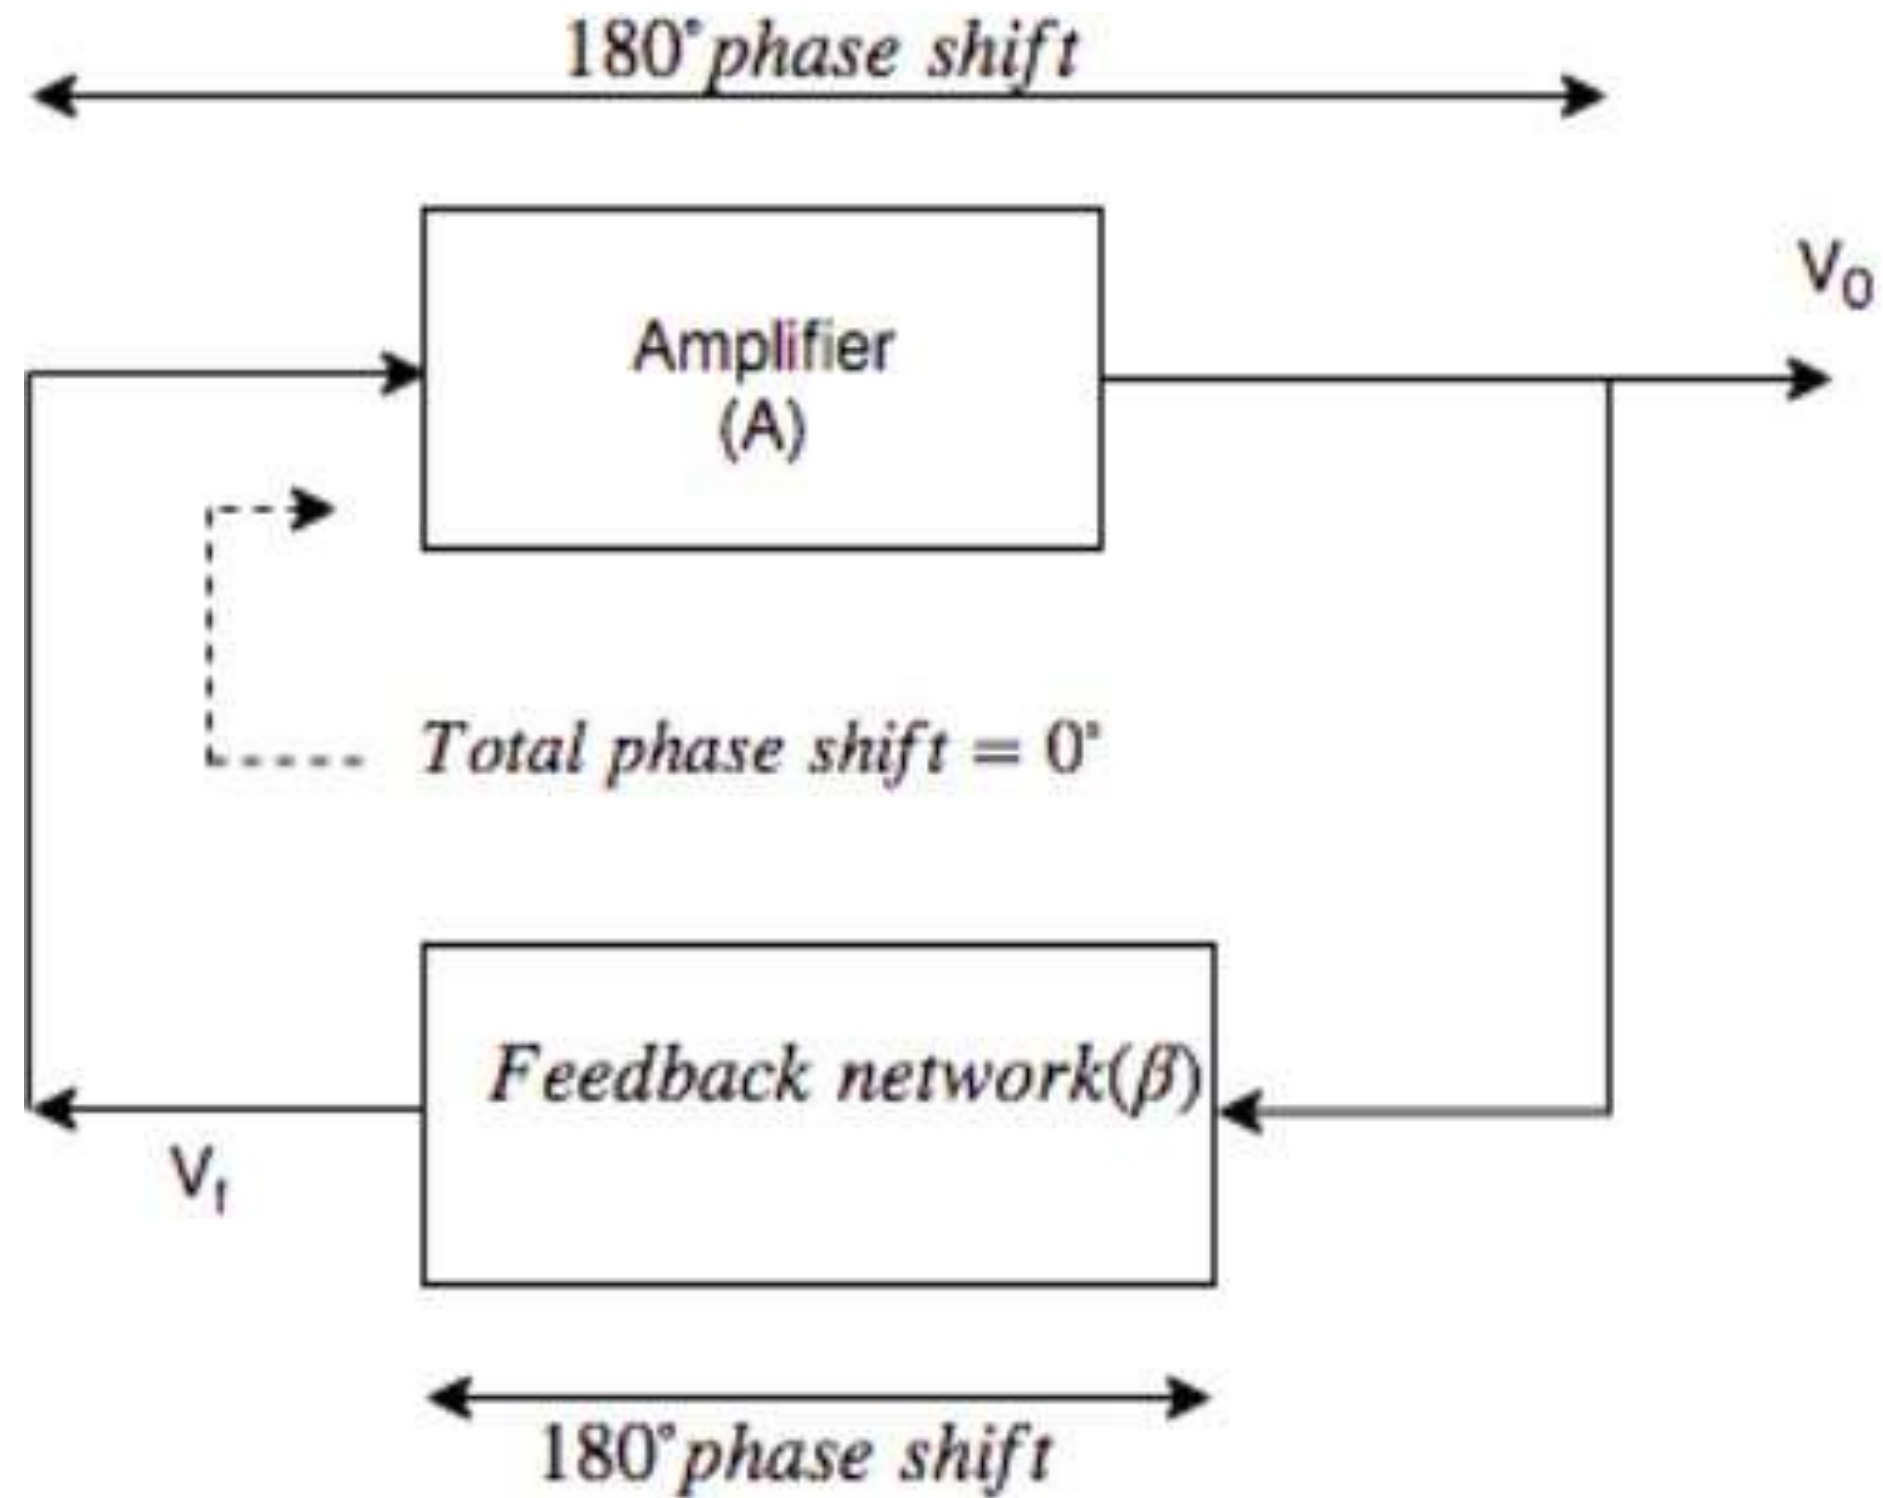 180° phase shift
V₀
Amplifier
(A)
Total phase shift = 0°
Feedback network(β)
Vf
180° phase shift